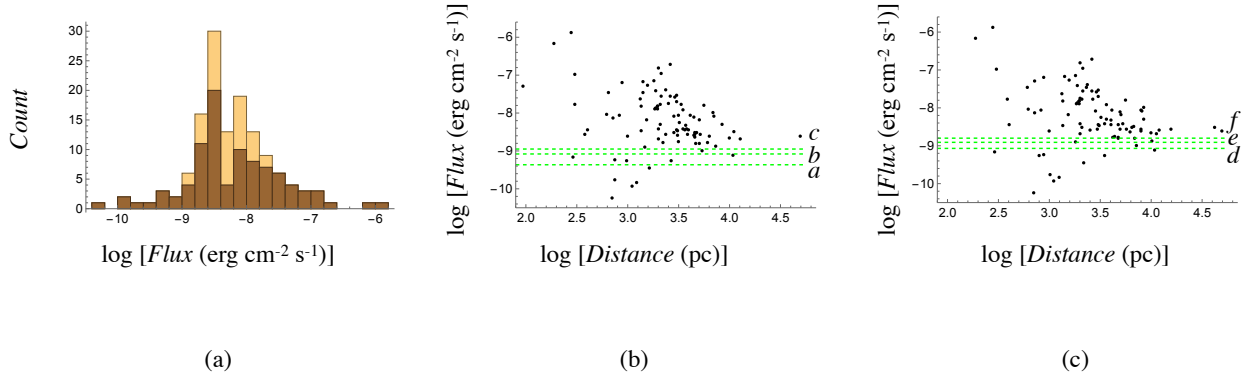 30
25
20
15
10
5
0
Count
−10
−9
−8
−7
−6
log [Flux (erg cm-2 s-1)]
(a)
log [Flux (erg cm-2 s-1)]
−6
−7
−8
−9
−10
c
b
a
2.0
2.5
3.0
3.5
4.0
4.5
log [Distance (pc)]
(b)
log [Flux (erg cm-2 s-1)]
−6
−7
−8
−9
−10
f
e
d
2.0
2.5
3.0
3.5
4.0
4.5
log [Distance (pc)]
(c)